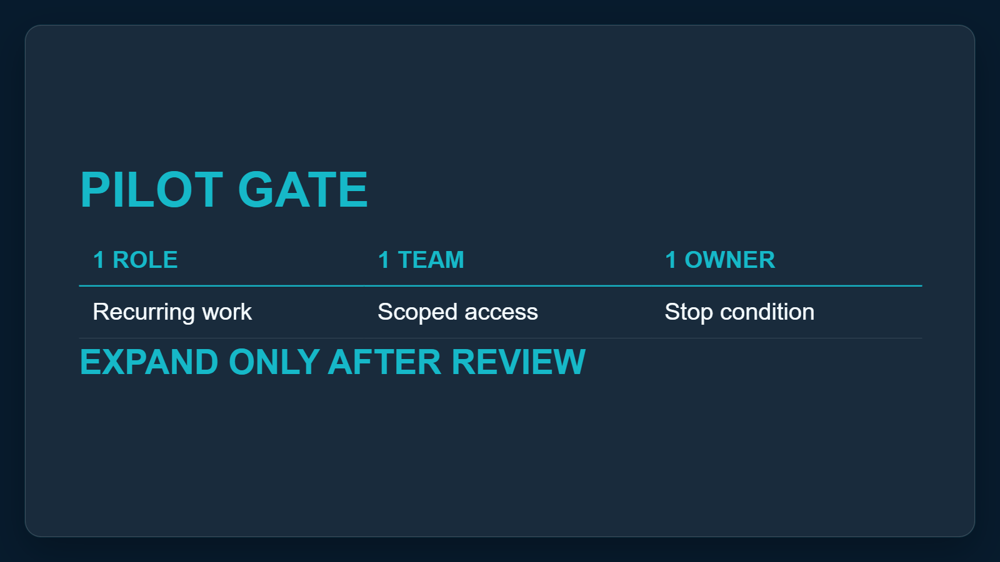 PILOT GATE
1 ROLE 1 TEAM 1 OWNER
Recurring work Scoped access Stop condition
EXPAND ONLY AFTER REVIEW